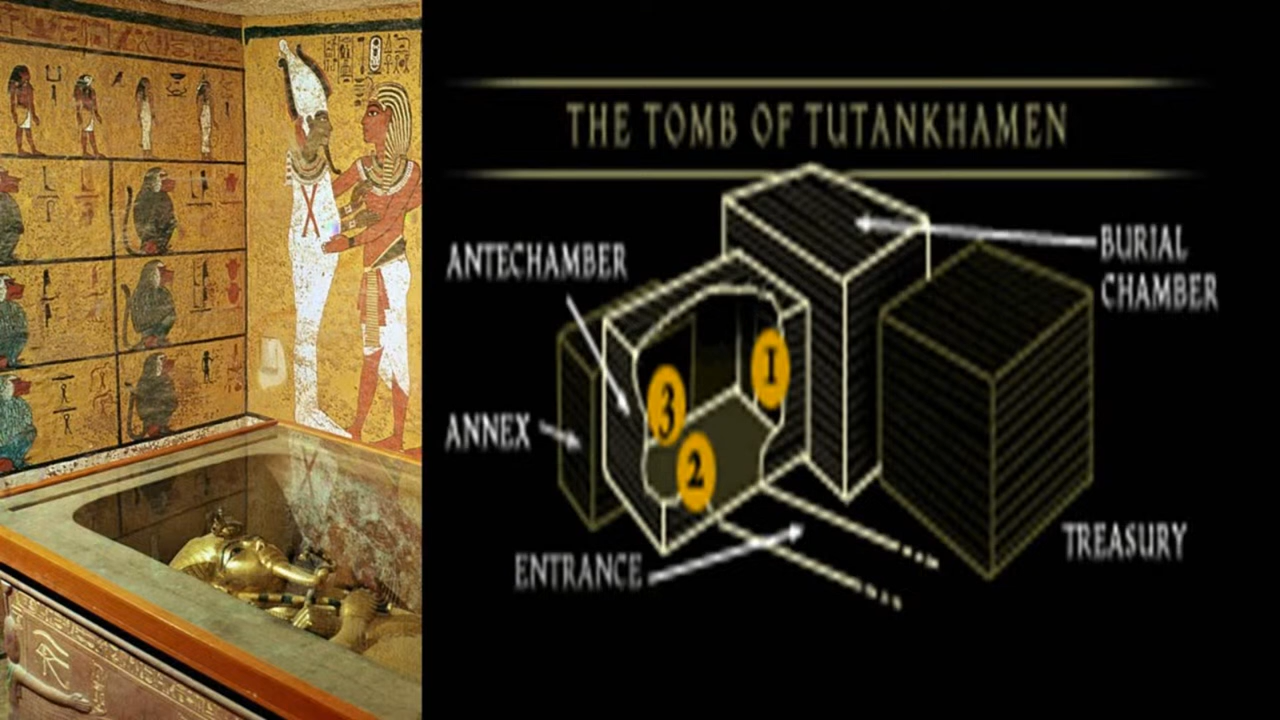 THE TOMB OF TUTANKHAMEN
ANTECHAMBER
BURIAL
CHAMBER
1
3
2
ANNEX
ENTRANCE
TREASURY